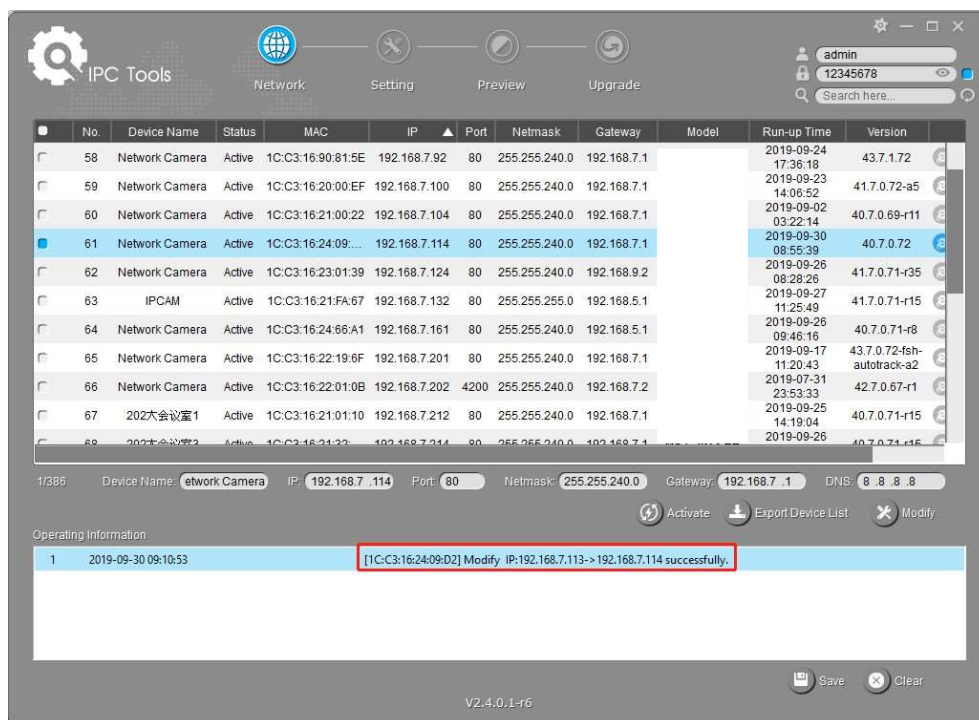 IPC Tools
Network Setting Preview Upgrade
admin
12345678
Search here...
No. Device Name Status MAC IP Port Netmask Gateway Model Run-up Time Version
58 Network Camera Active 1C:C3:16:90:81:5E 192.168.7.92 80 255.255.240.0 192.168.7.1 2019-09-24 17:36:18 43.7.1.72
59 Network Camera Active 1C:C3:16:20:00:EF 192.168.7.100 80 255.255.240.0 192.168.7.1 2019-09-23 14:06:52 41.7.0.72-a5
60 Network Camera Active 1C:C3:16:21:00:22 192.168.7.104 80 255.255.240.0 192.168.7.1 2019-09-02 03:22:14 40.7.0.69-r11
61 Network Camera Active 1C:C3:16:24:09:... 192.168.7.114 80 255.255.240.0 192.168.7.1 2019-09-30 08:55:39 40.7.0.72
62 Network Camera Active 1C:C3:16:23:01:39 192.168.7.124 80 255.255.240.0 192.168.9.2 2019-09-26 08:28:26 41.7.0.71-r35
63 IPCAM Active 1C:C3:16:21:FA:67 192.168.7.132 80 255.255.255.0 192.168.5.1 2019-09-27 11:25:49 41.7.0.71-r15
64 Network Camera Active 1C:C3:16:24:66:A1 192.168.7.161 80 255.255.240.0 192.168.5.1 2019-09-26 09:46:16 40.7.0.71-r8
65 Network Camera Active 1C:C3:16:22:19:6F 192.168.7.201 80 255.255.240.0 192.168.7.1 2019-09-17 11:20:43 43.7.0.72-fsh-autotrack-a2
66 Network Camera Active 1C:C3:16:22:01:0B 192.168.7.202 4200 255.255.240.0 192.168.7.2 2019-07-31 23:53:33 42.7.0.67-r1
67 202大会议室1 Active 1C:C3:16:21:01:10 192.168.7.212 80 255.255.240.0 192.168.7.1 2019-09-25 14:19:04 40.7.0.71-r15
68 Active 192.168.7.214 80 255.255.240.0 192.168.7.1 2019-09-26 40.7.0.71-r15
1/386 Device Name: etwork Camera IP: 192.168.7 .114 Port: 80 Netmask: 255.255.240.0 Gateway: 192.168.7 .1 DNS: 8 .8 .8 .8
Activate Export Device List Modify
Operating Information
1 2019-09-30 09:10:53 [1C:C3:16:24:09:D2] Modify IP:192.168.7.113->192.168.7.114 successfully.
Save Clear
V2.4.0.1-r6